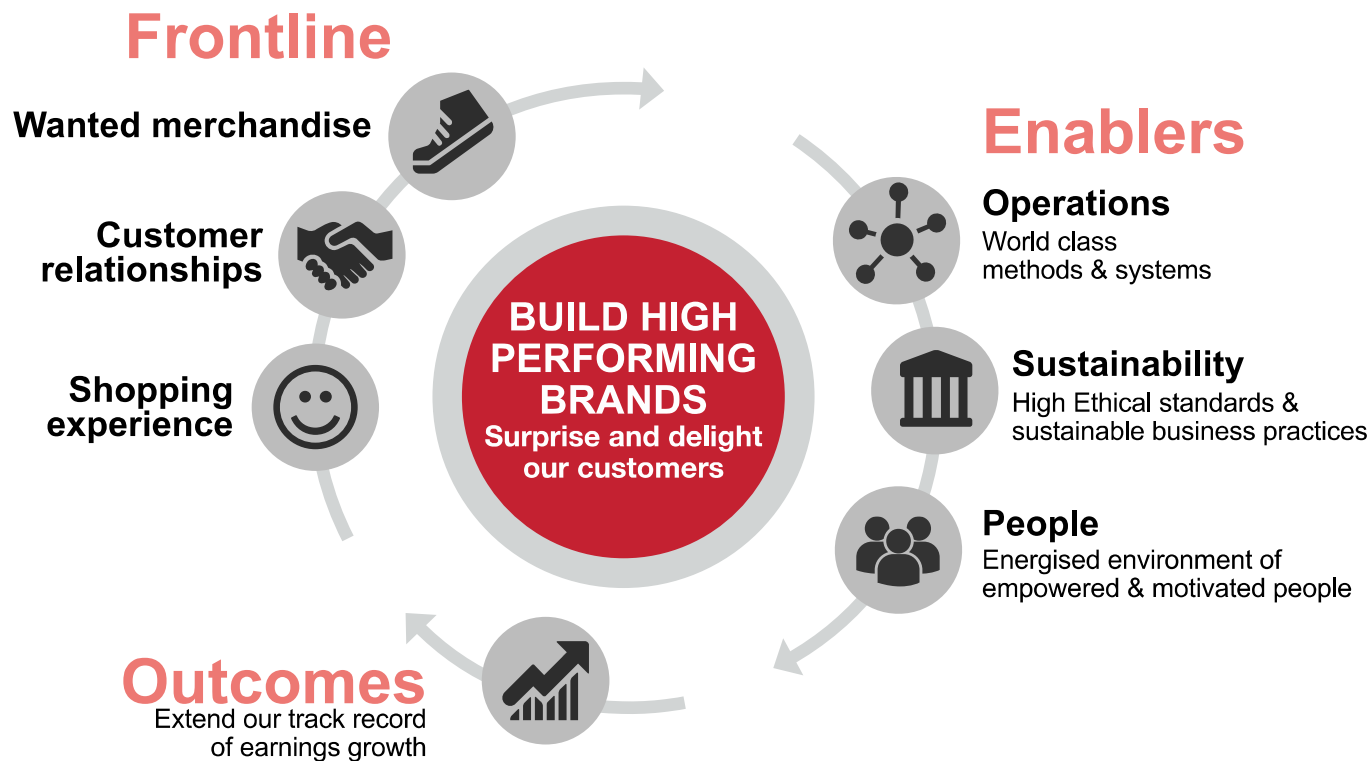 Frontline
Wanted merchandise
Customer
relationships
Shopping
experience
BUILD HIGH
PERFORMING
BRANDS
Surprise and delight
our customers
Enablers
Operations
World class
methods & systems
Sustainability
High Ethical standards &
sustainable business practices
People
Energised environment of
empowered & motivated people
Outcomes
Extend our track record
of earnings growth